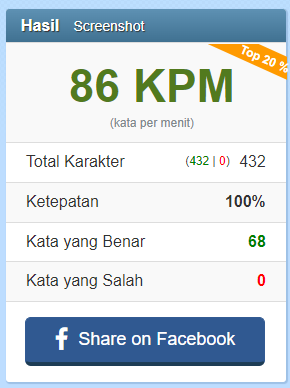 Hasil Screenshot
Top 20 %
86 KPM
(kata per menit)
Total Karakter (432 | 0) 432
Ketepatan 100%
Kata yang Benar 68
Kata yang Salah 0
Share on Facebook